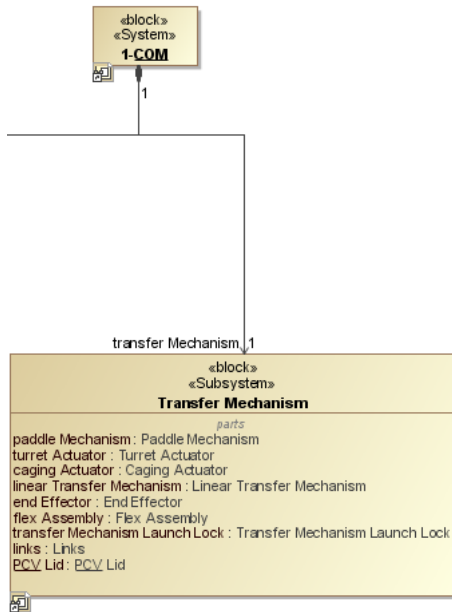 «block»
«System»
1-COM
1
transfer Mechanism 1
«block»
«Subsystem»
Transfer Mechanism
parts
paddle Mechanism : Paddle Mechanism
turret Actuator : Turret Actuator
caging Actuator : Caging Actuator
linear Transfer Mechanism : Linear Transfer Mechanism
end Effector : End Effector
flex Assembly : Flex Assembly
transfer Mechanism Launch Lock : Transfer Mechanism Launch Lock
links : Links
PCV Lid : PCV Lid